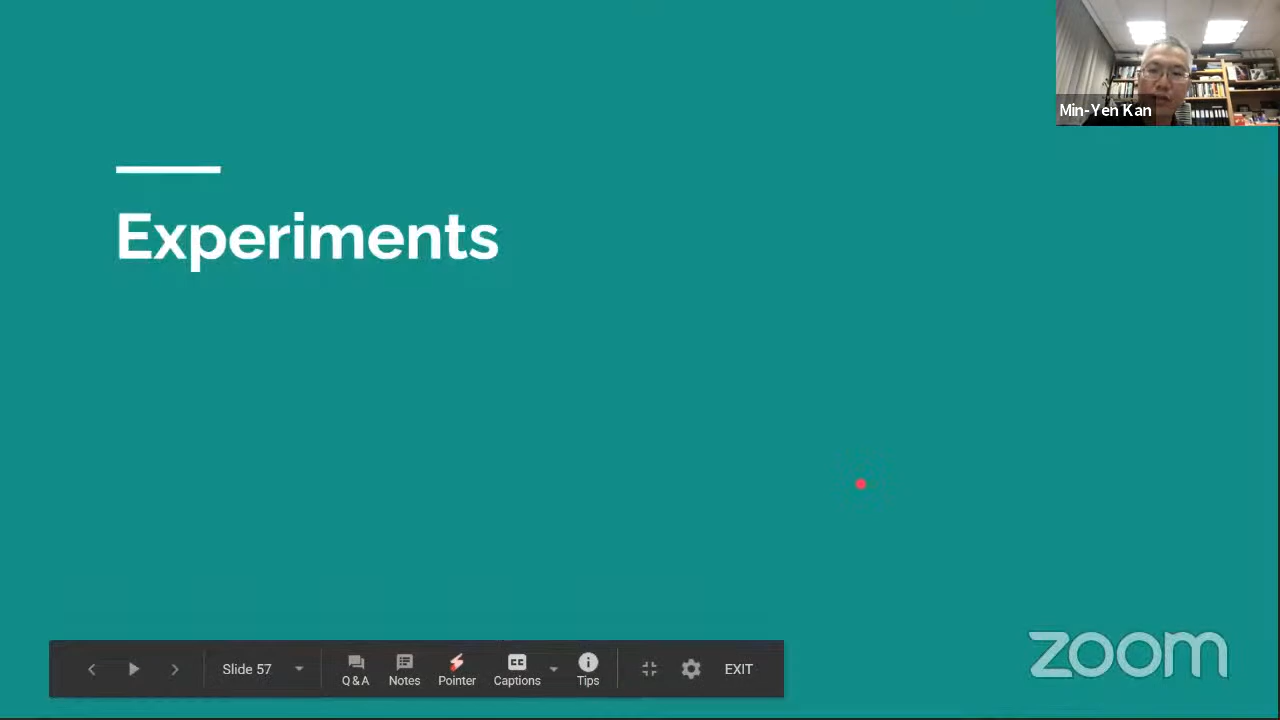 Min-Yen Kan
Experiments
zoom
Slide 57
Q&A
Notes
Pointer
Captions
Tips
EXIT